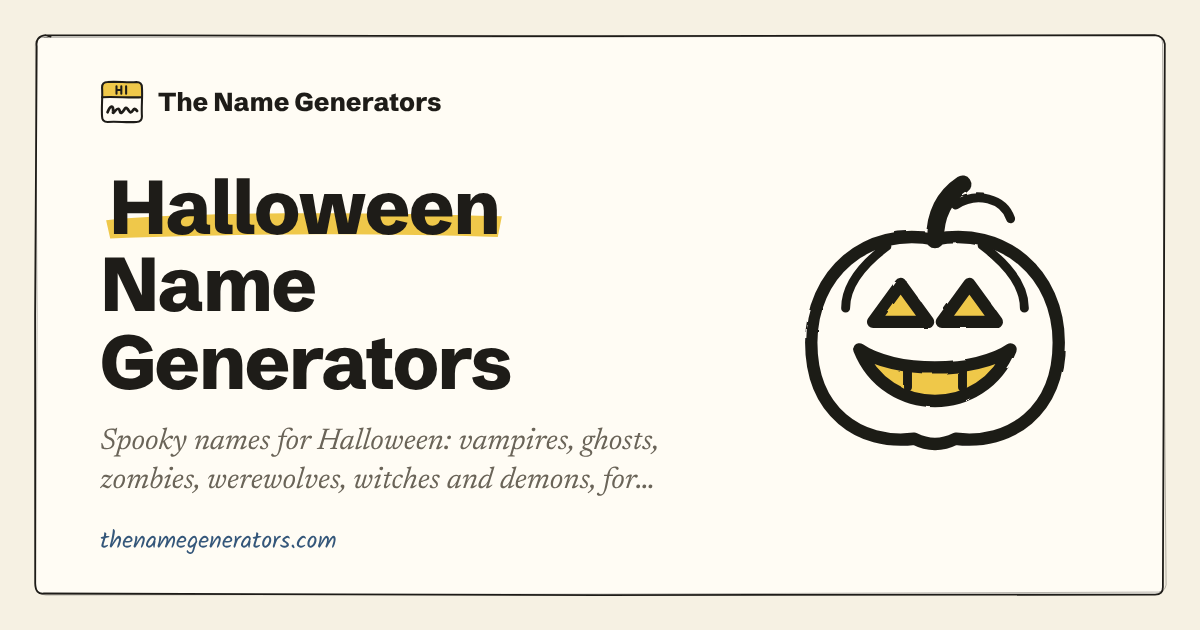 HI
The Name Generators
Halloween
Name
Generators
Spooky names for Halloween: vampires, ghosts,
zombies, werewolves, witches and demons, for...
thenamegenerators.com